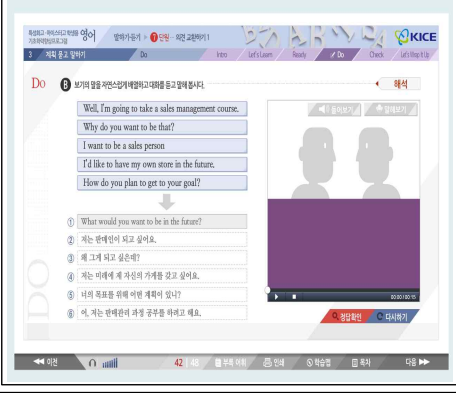 특성화고·마이스터고 학생용 영어
기초학력향상프로그램
말하기·듣기 > 7 단원 - 의견 교환하기 1
KICE
3 계획 묻고 답하기
Do
Intro
Let's Learn
Ready
Do
Check
Let's Wrap It Up
Do
B 보기의 말을 자연스럽게 배열하고 대화를 듣고 말해 봅시다.
해석
Well, I'm going to take a sales management course.
Why do you want to be that?
I want to be a sales person
I'd like to have my own store in the future.
How do you plan to get to your goal?
① What would you want to be in the future?
② 저는 판매인이 되고 싶어요.
③ 왜 그게 되고 싶은데?
④ 저는 미래에 제 자신의 가게를 갖고 싶어요.
⑤ 너의 목표를 위해 어떤 계획이 있니?
⑥ 어, 저는 판매관리 과정 공부를 하려고 해요.
DO
들어보기
말해보기
00:00/00:15
정답확인
다시하기
이전
42 | 48
부록 어휘
인쇄
학습맵
목차
다음